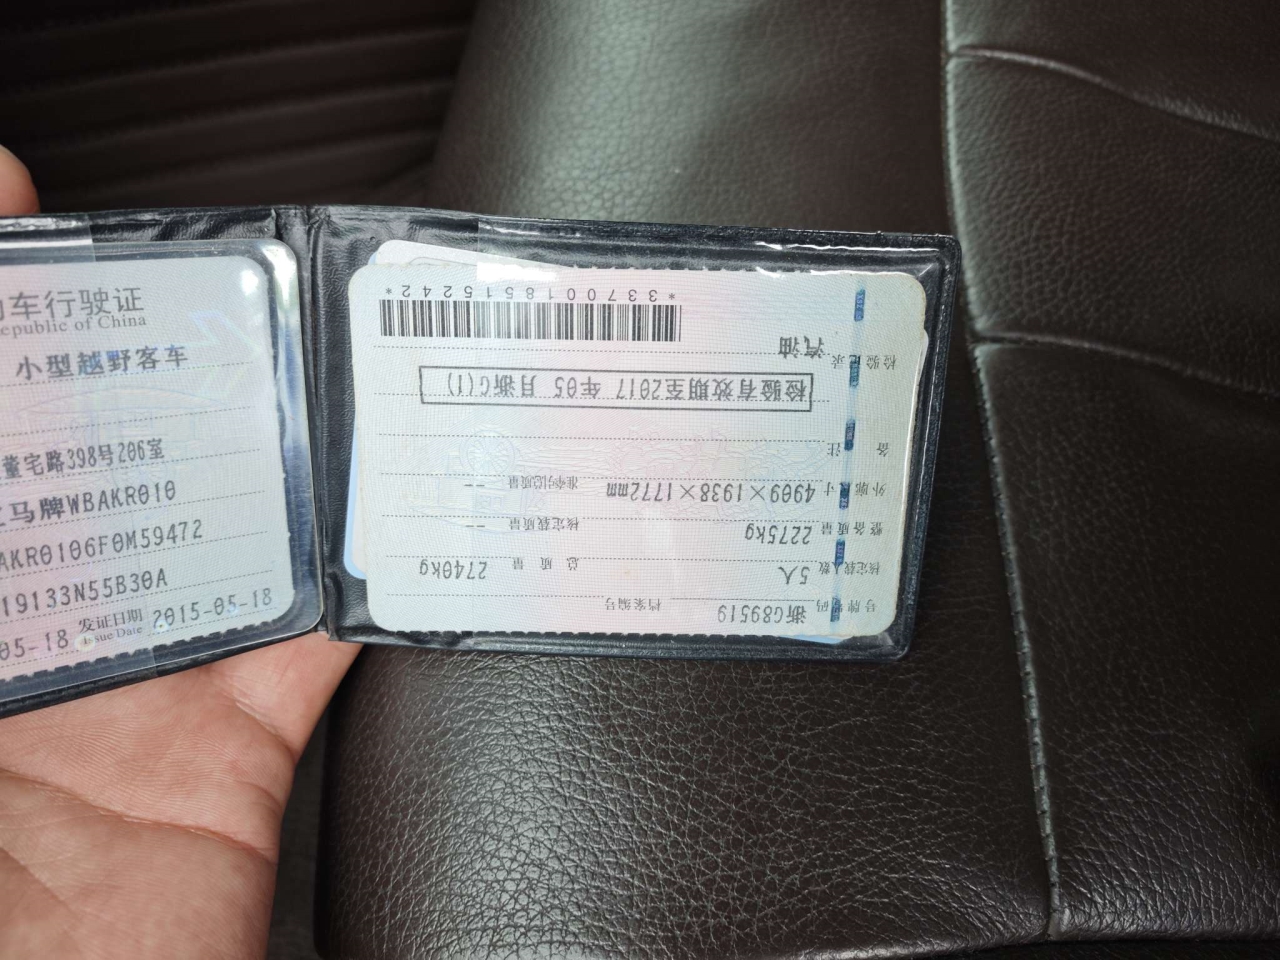 动车行驶证
Republic of China
小型越野客车
董宅路398号206室
马牌WBAKR010
AKR0106F0M59472
19133N55B30A
05-18 发证日期 Issue Date 2015-05-18
号牌号码 浙G89519 档案编号
核定载人数 5人 总质量 2740kg
整备质量 2275kg 核定载质量 --
外廓尺寸 4909×1938×1772mm 准牵引总质量 --
备注
检验有效期至2017年05月浙G(1)
检验记录
汽油
*3370018515242*